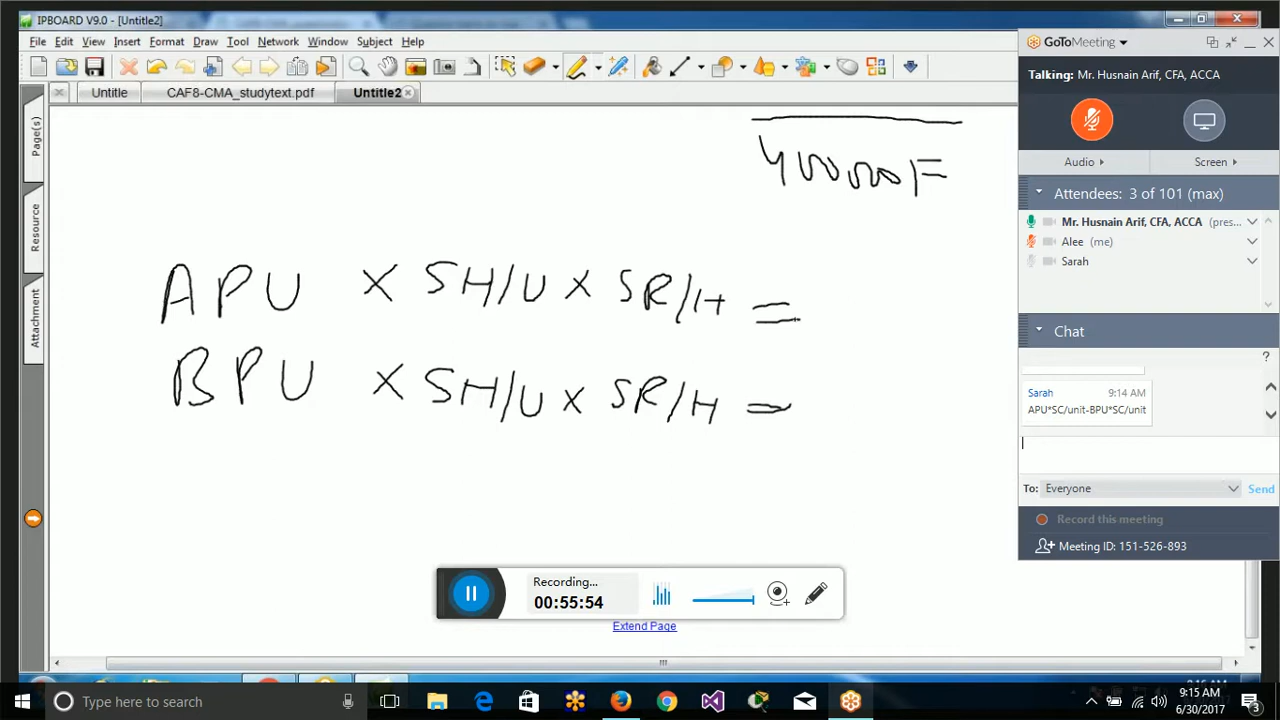 IPBOARD V9.0 - [Untitle2]
File Edit View Insert Format Draw Tool Network Window Subject Help
Untitle CAF8-CMA_studytext.pdf Untitle2
Page(s)
Resource
Attachment
400000F
APU X SH/U X SR/H =
BPU X SH/U X SR/H =
Recording...
00:55:54
Extend Page
GoToMeeting
Talking: Mr. Husnain Arif, CFA, ACCA
Audio Screen
Attendees: 3 of 101 (max)
Mr. Husnain Arif, CFA, ACCA (pres...
Alee (me)
Sarah
Chat
?
Sarah 9:14 AM
APU*SC/unit-BPU*SC/unit
To: Everyone Send
Record this meeting
Meeting ID: 151-526-893
Type here to search
9:15 AM
6/30/2017
3